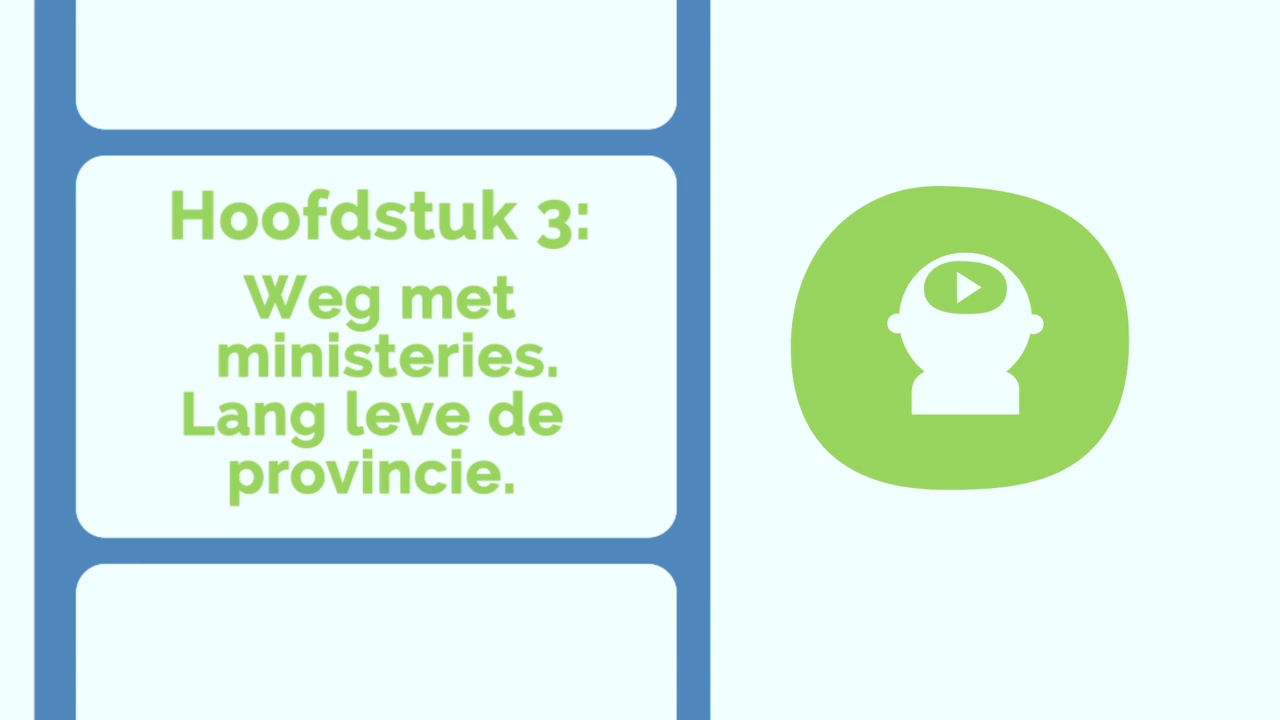 Hoofdstuk 3:
Weg met
ministeries.
Lang leve de
provincie.